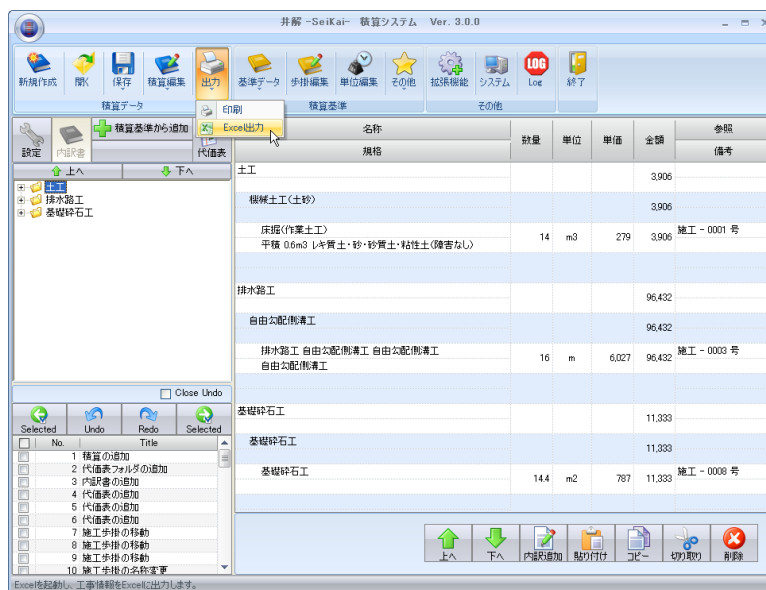 井解 -SeiKai- 積算システム Ver. 3.0.0
新規作成 開く 保存 積算編集 出力 基準データ 歩掛編集 単位編集 その他 拡張機能 システム LOG Log 終了
積算データ 積算基準 その他
印刷
Excel出力
設定 内訳書 積算基準から追加 代価表
上へ 下へ
土工
排水路工
基礎砕石工
名称 数量 単位 単価 金額 参照
規格 備考
土工 3,906
機械土工(土砂) 3,906
床掘(作業土工) 14 m3 279 3,906 施工 - 0001 号
平積 0.6m3 レキ質土・砂・砂質土・粘性土(障害なし)
排水路工 96,432
自由勾配側溝工 96,432
排水路工 自由勾配側溝工 自由勾配側溝工 16 m 6,027 96,432 施工 - 0003 号
自由勾配側溝工
基礎砕石工 11,333
基礎砕石工 11,333
基礎砕石工 14.4 m2 787 11,333 施工 - 0008 号
Close Undo
Selected Undo Redo Selected
No. Title
1 積算の追加
2 代価表フォルダの追加
3 内訳書の追加
4 代価表の追加
5 代価表の追加
6 代価表の追加
7 施工歩掛の移動
8 施工歩掛の移動
9 施工歩掛の移動
10 施工歩掛の名称変更
上へ 下へ 内訳追加 貼り付け コピー 切り取り 削除
Excelを起動し、工事情報をExcelに出力します。